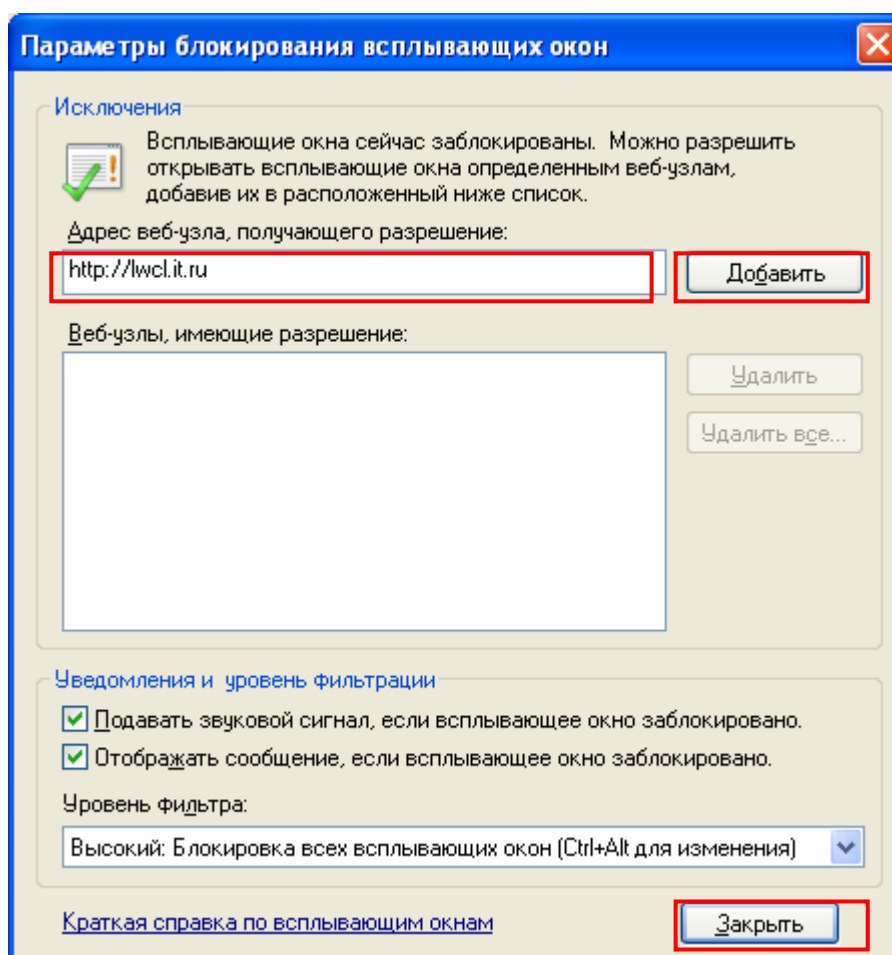 Параметры блокирования всплывающих окон
Исключения
Всплывающие окна сейчас заблокированы. Можно разрешить
открывать всплывающие окна определенным веб-узлам,
добавив их в расположенный ниже список.
Адрес веб-узла, получающего разрешение:
http://lwcl.it.ru
Добавить
Веб-узлы, имеющие разрешение:
Удалить
Удалить все...
Уведомления и уровень фильтрации
Подавать звуковой сигнал, если всплывающее окно заблокировано.
Отображать сообщение, если всплывающее окно заблокировано.
Уровень фильтра:
Высокий: Блокировка всех всплывающих окон (Ctrl+Alt для изменения)
Краткая справка по всплывающим окнам
Закрыть